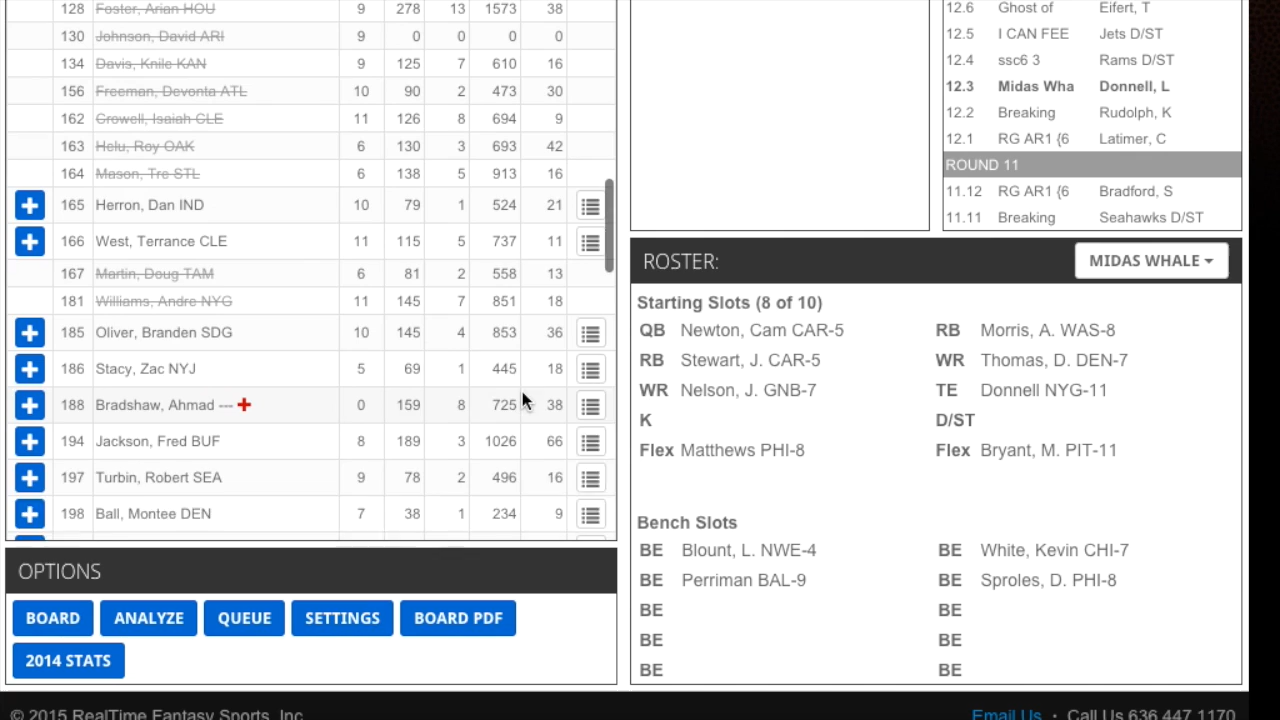 128 Foster, Arian HOU 9 278 13 1573 38
130 Johnson, David ARI 9 0 0 0 0
134 Davis, Knile KAN 9 125 7 610 16
156 Freeman, Devonta ATL 10 90 2 473 30
162 Crowell, Isaiah CLE 11 126 8 694 9
163 Helu, Roy OAK 6 130 3 693 42
164 Mason, Tre STL 6 138 5 913 16
165 Herron, Dan IND 10 79 1 524 21
166 West, Terrance CLE 11 115 5 737 11
167 Martin, Doug TAM 6 81 2 558 13
181 Williams, Andre NYG 11 145 7 851 18
185 Oliver, Branden SDG 10 145 4 853 36
186 Stacy, Zac NYJ 5 69 1 445 18
188 Bradshaw, Ahmad --- 0 159 8 725 38
194 Jackson, Fred BUF 8 189 3 1026 66
197 Turbin, Robert SEA 9 78 2 496 16
198 Ball, Montee DEN 7 38 1 234 9
OPTIONS
BOARD ANALYZE QUEUE SETTINGS BOARD PDF
2014 STATS
12.6 Ghost of Eifert, T
12.5 I CAN FEE Jets D/ST
12.4 ssc6 3 Rams D/ST
12.3 Midas Wha Donnell, L
12.2 Breaking Rudolph, K
12.1 RG AR1 {6 Latimer, C
ROUND 11
11.12 RG AR1 {6 Bradford, S
11.11 Breaking Seahawks D/ST
ROSTER: MIDAS WHALE
Starting Slots (8 of 10)
QB Newton, Cam CAR-5 RB Morris, A. WAS-8
RB Stewart, J. CAR-5 WR Thomas, D. DEN-7
WR Nelson, J. GNB-7 TE Donnell NYG-11
K D/ST
Flex Matthews PHI-8 Flex Bryant, M. PIT-11
Bench Slots
BE Blount, L. NWE-4 BE White, Kevin CHI-7
BE Perriman BAL-9 BE Sproles, D. PHI-8
BE BE
BE BE
BE BE
© 2015 RealTime Fantasy Sports, Inc. Email Us · Call Us 636.447.1170